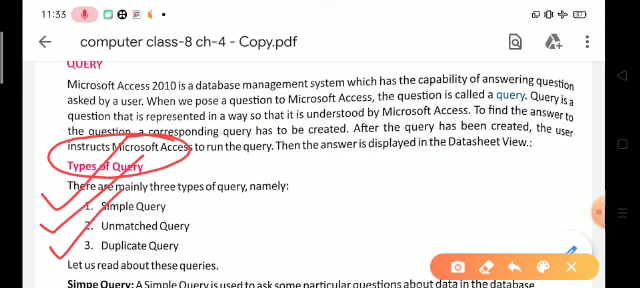 11:33
57
computer class-8 ch-4 - Copy.pdf
QUERY
Microsoft Access 2010 is a database management system which has the capability of answering question
asked by a user. When we pose a question to Microsoft Access, the question is called a query. Query is a
question that is represented in a way so that it is understood by Microsoft Access. To find the answer to
the question, a corresponding query has to be created. After the query has been created, the user
instructs Microsoft Access to run the query. Then the answer is displayed in the Datasheet View.:
Types of Query
There are mainly three types of query, namely:
1. Simple Query
2. Unmatched Query
3. Duplicate Query
Let us read about these queries.
Simpe Query: A Simple Query is used to ask some particular questions about data in the database